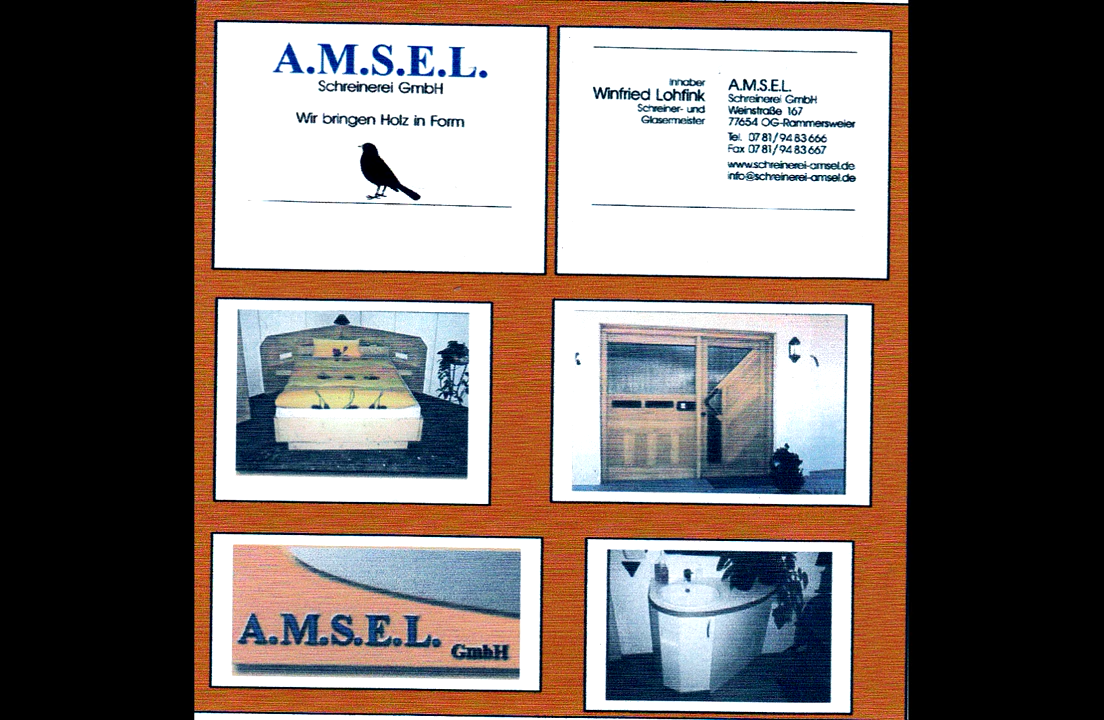 A.M.S.E.L.
Schreinerei GmbH
Wir bringen Holz in Form
Inhaber
Winfried Lohfink
Schreiner- und
Glasermeister
A.M.S.E.L.
Schreinerei GmbH
Weinstraße 167
77654 OG-Rammersweier
Tel. 07 81/94 83 666
Fax 07 81/94 83 667
www.schreinerei-amsel.de
info@schreinerei-amsel.de
A.M.S.E.L.
GmbH